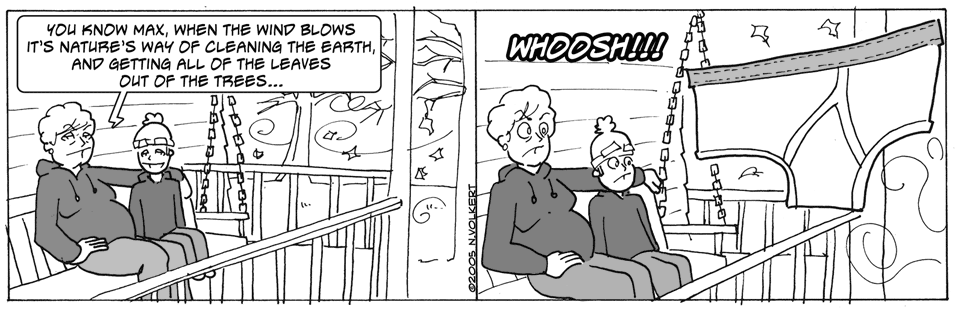 YOU KNOW MAX, WHEN THE WIND BLOWS
IT'S NATURE'S WAY OF CLEANING THE EARTH,
AND GETTING ALL OF THE LEAVES
OUT OF THE TREES...
WHOOSH!!!
©2005 N.VOLKERT